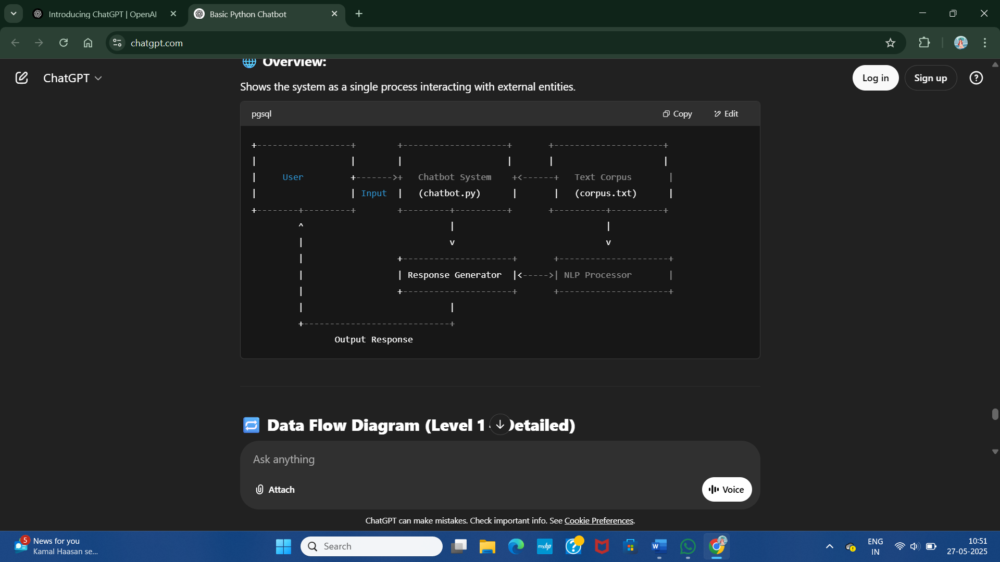 Introducing ChatGPT | OpenAI
Basic Python Chatbot
chatgpt.com
ChatGPT
Log in
Sign up
Overview:
Shows the system as a single process interacting with external entities.
pgsql
Copy
Edit
+------------------+        +--------------------+       +---------------------+
|                  |        |                    |       |                     |
|     User         +------->+   Chatbot System    +<------+   Text Corpus       |
|                  | Input  |   (chatbot.py)      |       |   (corpus.txt)      |
+--------+---------+        +---------+----------+       +----------+----------+
         ^                            |                             |
         |                            v                             v
         |                  +---------------------+       +---------------------+
         |                  | Response Generator  |<----->| NLP Processor       |
         |                  +---------------------+       +---------------------+
         |                            |
         +----------------------------+
               Output Response
Data Flow Diagram (Level 1 - Detailed)
Ask anything
Attach
Voice
ChatGPT can make mistakes. Check important info. See Cookie Preferences.
5
News for you
Kamal Haasan se...
Search
myhp
W
ENG
IN
10:51
27-05-2025